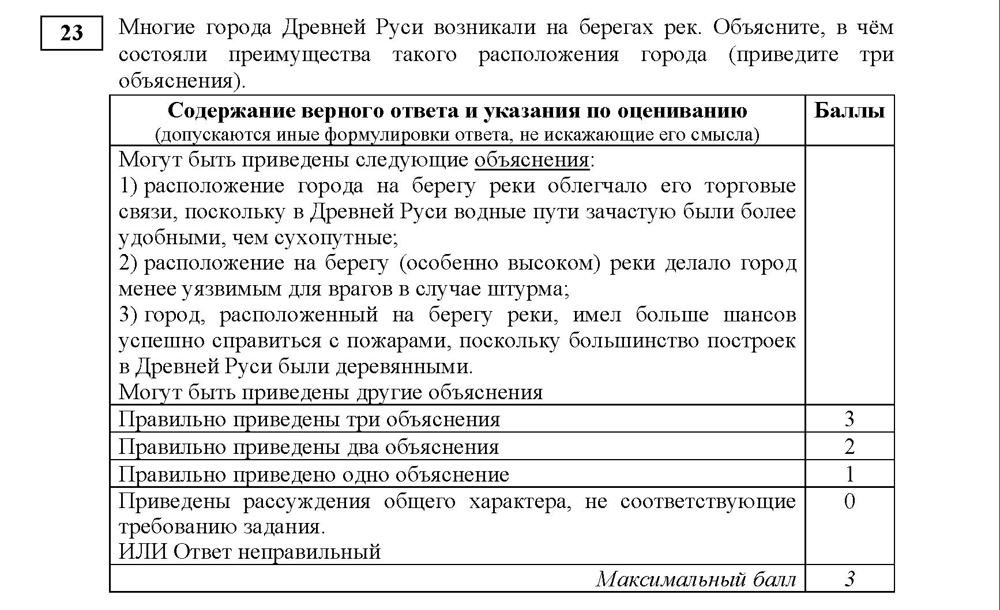 23
Многие города Древней Руси возникали на берегах рек. Объясните, в чём
состояли преимущества такого расположения города (приведите три
объяснения).
Содержание верного ответа и указания по оцениванию
(допускаются иные формулировки ответа, не искажающие его смысла)
Баллы
Могут быть приведены следующие объяснения:
1) расположение города на берегу реки облегчало его торговые
связи, поскольку в Древней Руси водные пути зачастую были более
удобными, чем сухопутные;
2) расположение на берегу (особенно высоком) реки делало город
менее уязвимым для врагов в случае штурма;
3) город, расположенный на берегу реки, имел больше шансов
успешно справиться с пожарами, поскольку большинство построек
в Древней Руси были деревянными.
Могут быть приведены другие объяснения
Правильно приведены три объяснения 3
Правильно приведены два объяснения 2
Правильно приведено одно объяснение 1
Приведены рассуждения общего характера, не соответствующие 0
требованию задания.
ИЛИ Ответ неправильный
Максимальный балл 3